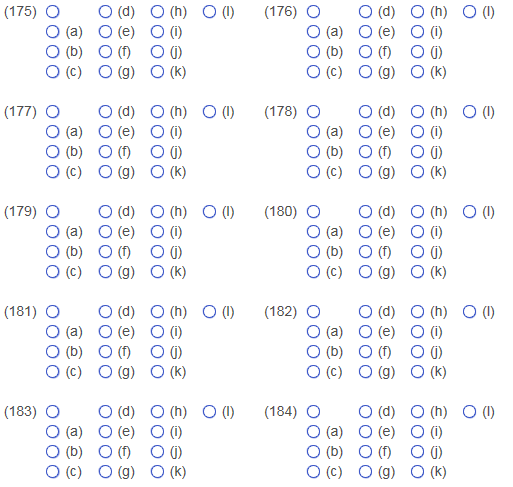 (175) (d) (h) (l) (176) (d) (h) (l)
(a) (e) (i) (a) (e) (i)
(b) (f) (j) (b) (f) (j)
(c) (g) (k) (c) (g) (k)
(177) (d) (h) (l) (178) (d) (h) (l)
(a) (e) (i) (a) (e) (i)
(b) (f) (j) (b) (f) (j)
(c) (g) (k) (c) (g) (k)
(179) (d) (h) (l) (180) (d) (h) (l)
(a) (e) (i) (a) (e) (i)
(b) (f) (j) (b) (f) (j)
(c) (g) (k) (c) (g) (k)
(181) (d) (h) (l) (182) (d) (h) (l)
(a) (e) (i) (a) (e) (i)
(b) (f) (j) (b) (f) (j)
(c) (g) (k) (c) (g) (k)
(183) (d) (h) (l) (184) (d) (h) (l)
(a) (e) (i) (a) (e) (i)
(b) (f) (j) (b) (f) (j)
(c) (g) (k) (c) (g) (k)